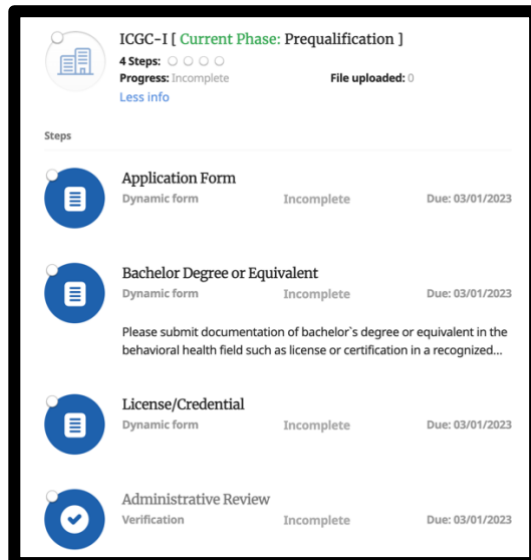 ICGC-I [ Current Phase: Prequalification ]
4 Steps:
Progress: Incomplete File uploaded: 0
Less info
Steps
Application Form
Dynamic form Incomplete Due: 03/01/2023
Bachelor Degree or Equivalent
Dynamic form Incomplete Due: 03/01/2023
Please submit documentation of bachelor`s degree or equivalent in the
behavioral health field such as license or certification in a recognized...
License/Credential
Dynamic form Incomplete Due: 03/01/2023
Administrative Review
Verification Incomplete Due: 03/01/2023